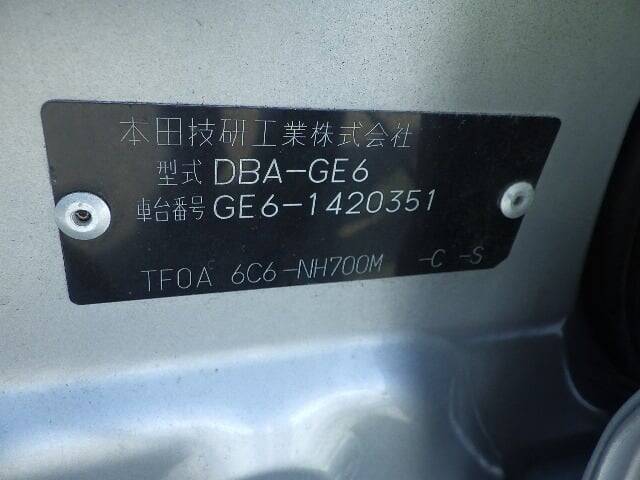 本田技研工業株式会社
型式 DBA-GE6
車台番号 GE6-1420351
TF0A 6C6-NH700M -C -S